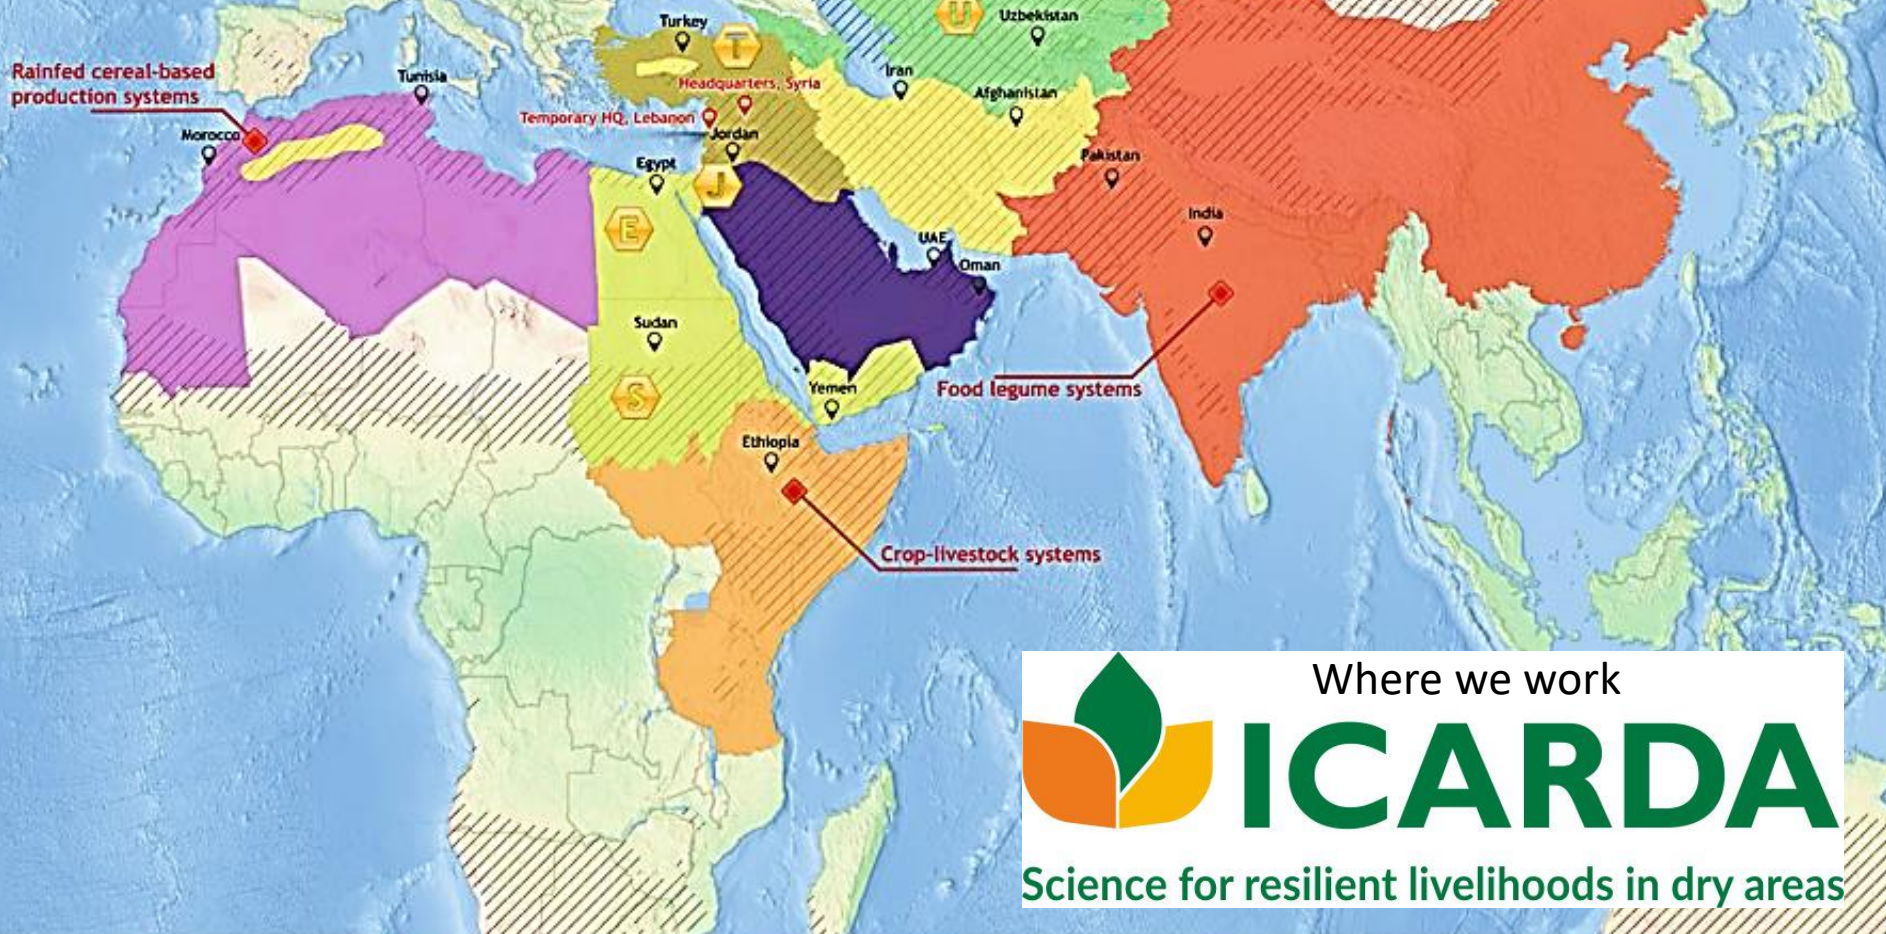 Turkey
T
U
Uzbekistan
Rainfed cereal-based
production systems
Tunisia
Headquarters, Syria
Iran
Afghanistan
Temporary HQ, Lebanon
Morocco
Jordan
Egypt
J
Pakistan
India
E
UAE
Oman
Sudan
S
Yemen
Food legume systems
Ethiopia
Crop-livestock systems
Where we work
ICARDA
Science for resilient livelihoods in dry areas